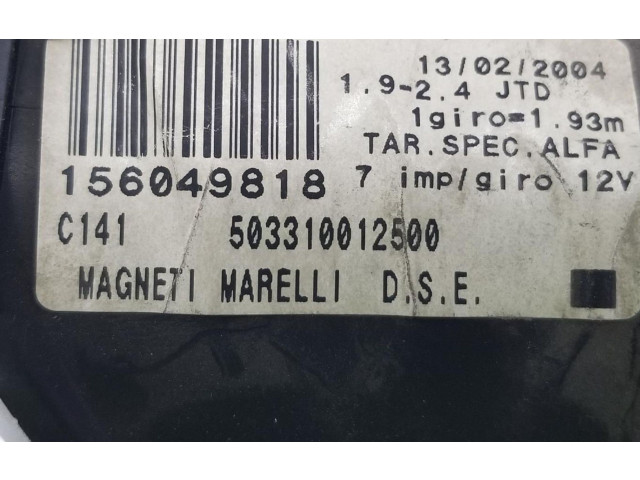 13/02/2004
1.9-2.4 JTD
1giro=1.93m
TAR.SPEC.ALFA
156049818 7 imp/giro 12V
C141 503310012500
MAGNETI MARELLI D.S.E.